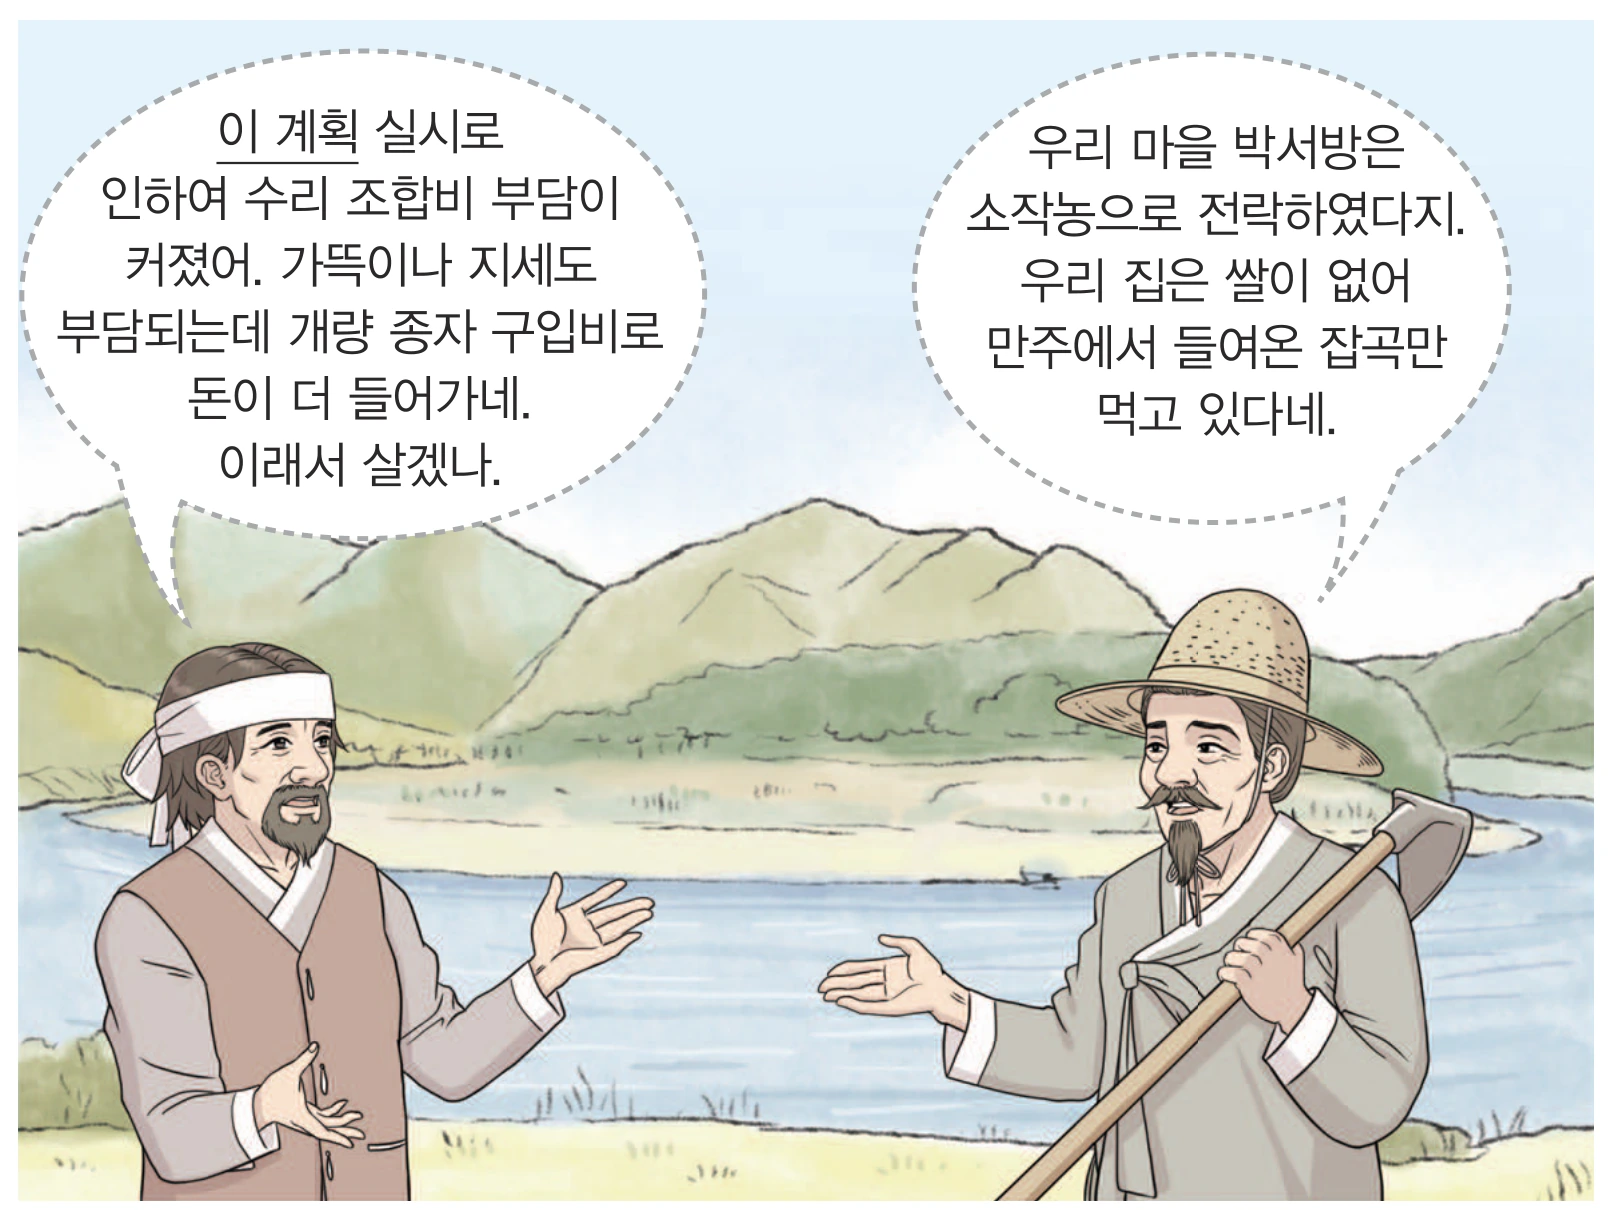 이 계획 실시로
인하여 수리 조합비 부담이
커졌어. 가뜩이나 지세도
부담되는데 개량 종자 구입비로
돈이 더 들어가네.
이래서 살겠나.
우리 마을 박서방은
소작농으로 전락하였다지.
우리 집은 쌀이 없어
만주에서 들여온 잡곡만
먹고 있다네.